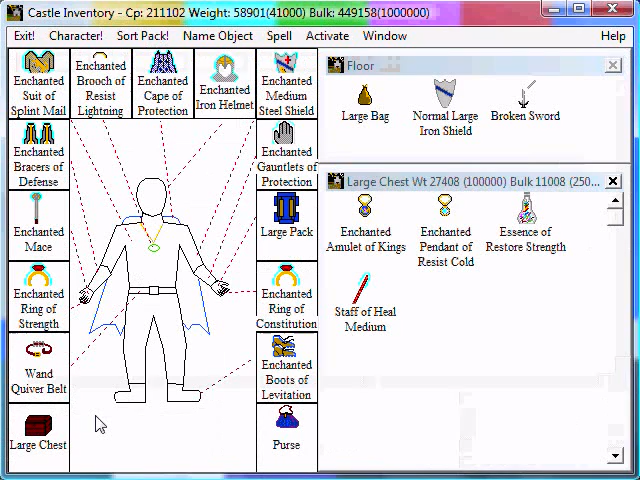 Castle Inventory - Cp: 211102 Weight: 58901(41000) Bulk: 449158(1000000)
Exit! Character! Sort Pack! Name Object Spell Activate Window Help
Enchanted
Suit of
Splint Mail
Enchanted
Brooch of
Resist
Lightning
Enchanted
Cape of
Protection
Enchanted
Iron Helmet
Enchanted
Medium
Steel Shield
Enchanted
Bracers of
Defense
Enchanted
Gauntlets of
Protection
Enchanted
Mace
Large Pack
Enchanted
Ring of
Strength
Enchanted
Ring of
Constitution
Wand
Quiver Belt
Enchanted
Boots of
Levitation
Large Chest
Purse
Floor
Large Bag
Normal Large
Iron Shield
Broken Sword
Large Chest Wt 27408 (100000) Bulk 11008 (250...
Enchanted
Amulet of Kings
Enchanted
Pendant of
Resist Cold
Essence of
Restore Strength
Staff of Heal
Medium